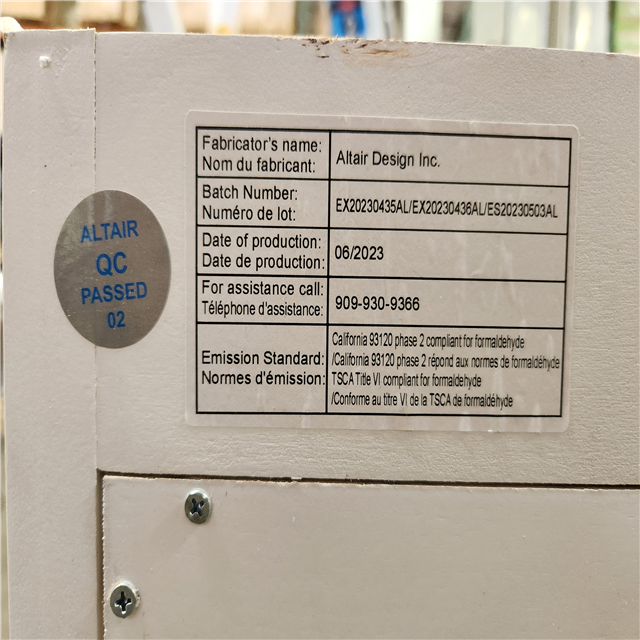 Fabricator's name:
Nom du fabricant:
Altair Design Inc.
Batch Number:
Numéro de lot:
EX20230435AL/EX20230436AL/ES20230503AL
Date of production:
Date de production:
06/2023
For assistance call:
Téléphone d'assistance:
909-930-9366
Emission Standard:
Normes d'émission:
California 93120 phase 2 compliant for formaldehyde
/California 93120 phase 2 répond aux normes de formaldéhyde
TSCA Title VI compliant for formaldehyde
/Conforme au titre VI de la TSCA de formaldéhyde
ALTAIR
QC
PASSED
02